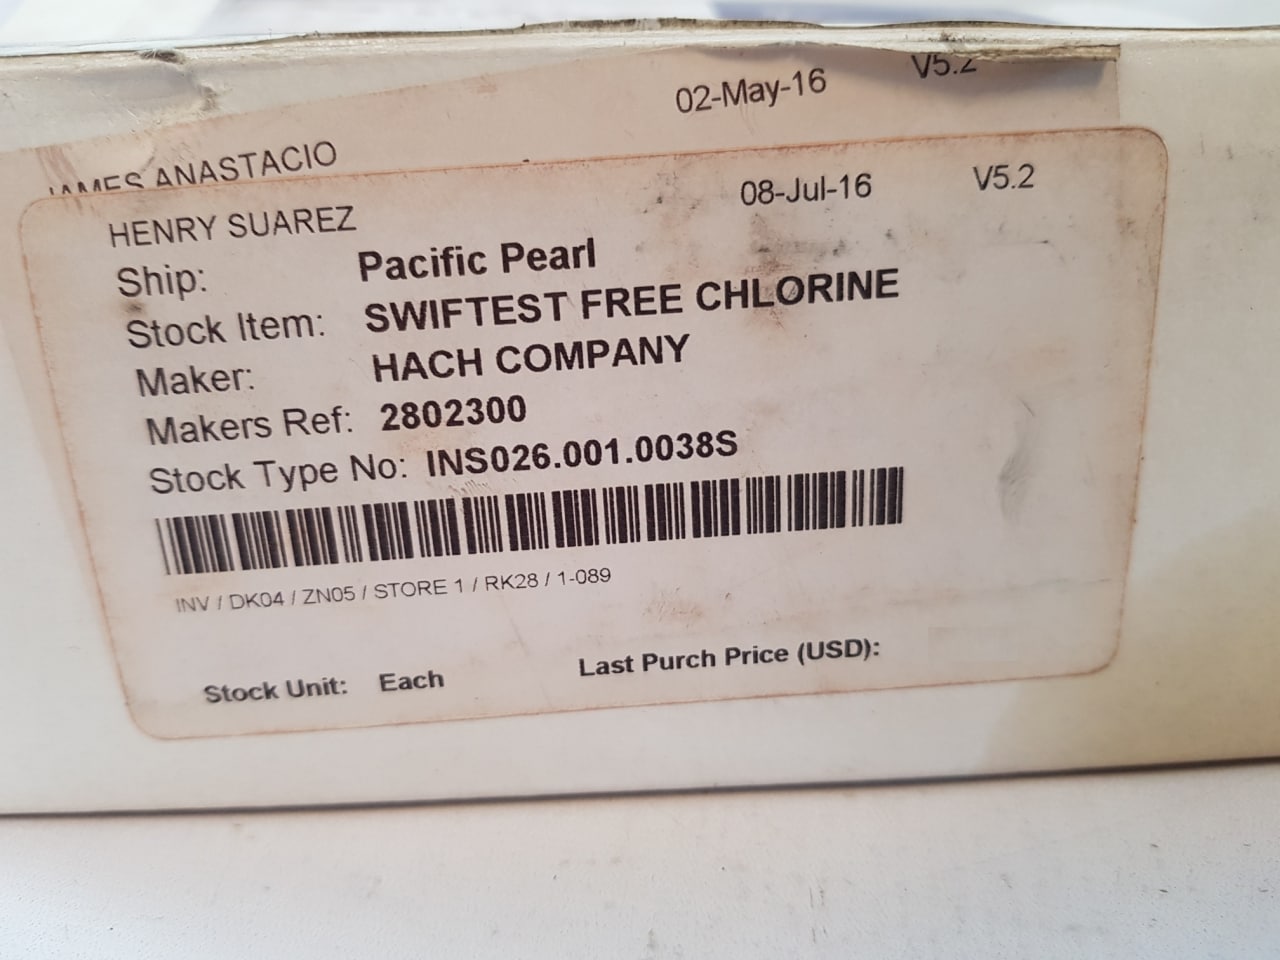 02-May-16 V5.2
JAMES ANASTACIO
HENRY SUAREZ 08-Jul-16 V5.2
Ship: Pacific Pearl
Stock Item: SWIFTEST FREE CHLORINE
Maker: HACH COMPANY
Makers Ref: 2802300
Stock Type No: INS026.001.0038S
INV / DK04 / ZN05 / STORE 1 / RK28 / 1-089
Stock Unit: Each Last Purch Price (USD):